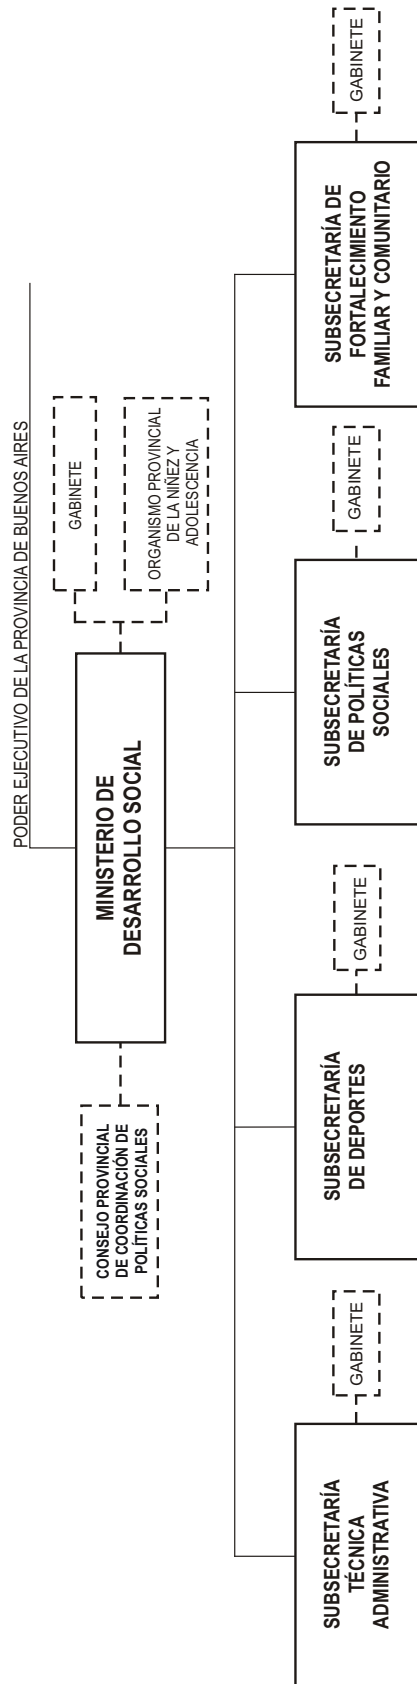 PODER EJECUTIVO DE LA PROVINCIA DE BUENOS AIRES
CONSEJO PROVINCIAL
DE COORDINACIÓN DE
POLÍTICAS SOCIALES
MINISTERIO DE
DESARROLLO SOCIAL
GABINETE
ORGANISMO PROVINCIAL
DE LA NIÑEZ Y
ADOLESCENCIA
SUBSECRETARÍA
TÉCNICA
ADMINISTRATIVA
GABINETE
SUBSECRETARÍA
DE DEPORTES
GABINETE
SUBSECRETARÍA
DE POLÍTICAS
SOCIALES
GABINETE
SUBSECRETARÍA DE
FORTALECIMIENTO
FAMILIAR Y COMUNITARIO
GABINETE